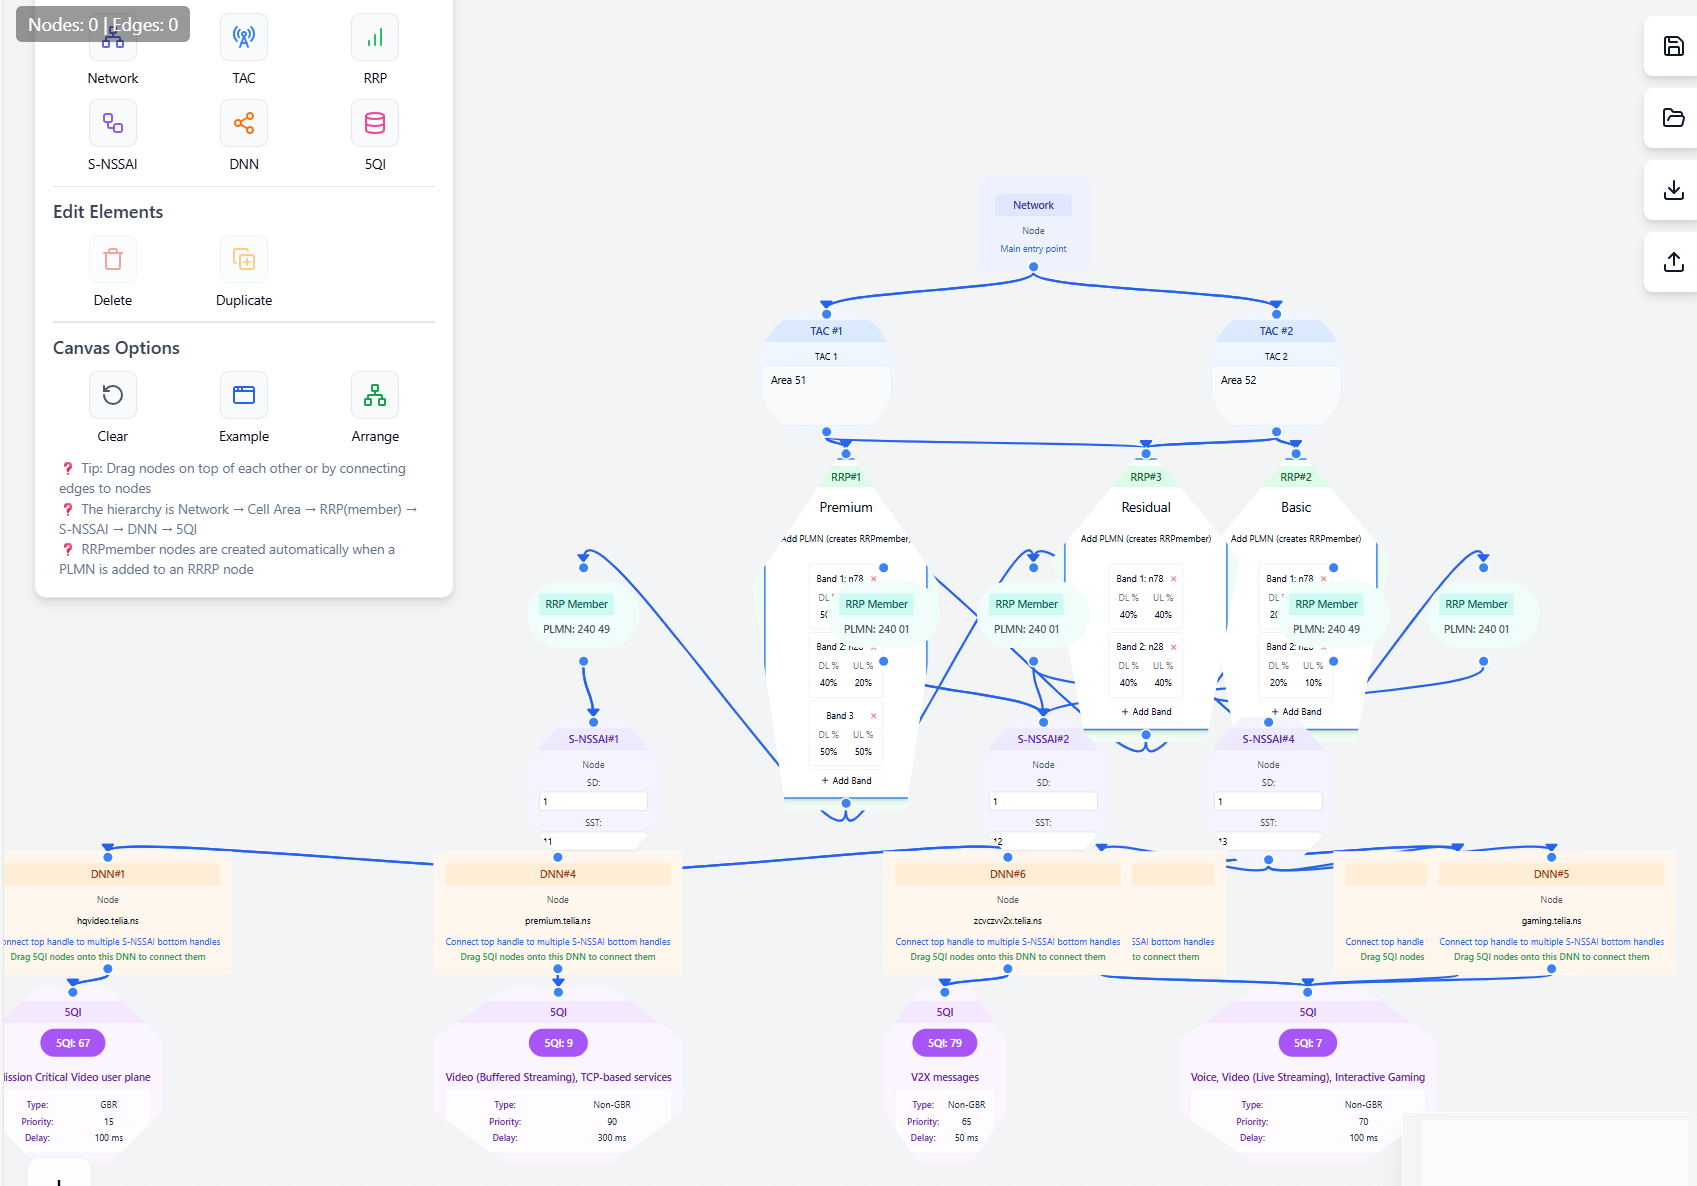 Nodes: 0 | Edges: 0
Network
TAC
RRP
S-NSSAI
DNN
5QI
Edit Elements
Delete
Duplicate
Canvas Options
Clear
Example
Arrange
❓ Tip: Drag nodes on top of each other or by connecting
edges to nodes
❓ The hierarchy is Network → Cell Area → RRP(member) →
S-NSSAI → DNN → 5QI
❓ RRPmember nodes are created automatically when a
PLMN is added to an RRRP node
Network
Node
Main entry point
TAC #1
TAC 1
Area 51
TAC #2
TAC 2
Area 52
RRP#1
Premium
Add PLMN (creates RRPmember,
Band 1: n78 ×
DL
50
Band 2: n28 ×
DL % UL %
40% 20%
Band 3 ×
DL % UL %
50% 50%
+ Add Band
RRP#3
Residual
Add PLMN (creates RRPmember)
Band 1: n78 ×
DL % UL %
40% 40%
Band 2: n28 ×
DL % UL %
40% 40%
+ Add Band
RRP#2
Basic
Add PLMN (creates RRPmember)
Band 1: n78 ×
DL
20
Band 2: n28 ×
DL % UL %
20% 10%
+ Add Band
RRP Member
PLMN: 240 49
RRP Member
PLMN: 240 01
RRP Member
PLMN: 240 01
RRP Member
PLMN: 240 49
RRP Member
PLMN: 240 01
S-NSSAI#1
Node
SD:
1
SST:
11
S-NSSAI#2
Node
SD:
1
SST:
12
S-NSSAI#4
Node
SD:
1
SST:
13
DNN#1
Node
hqvideo.telia.ns
onnect top handle to multiple S-NSSAI bottom handles
Drag 5QI nodes onto this DNN to connect them
DNN#4
Node
premium.telia.ns
Connect top handle to multiple S-NSSAI bottom handles
Drag 5QI nodes onto this DNN to connect them
DNN#6
Node
zcvczvv2x.telia.ns
Connect top handle to multiple S-NSSAI bottom handles
Drag 5QI nodes onto this DNN to connect them
SSAI bottom handles
to connect them
Connect top handle
Drag 5QI nodes
DNN#5
Node
gaming.telia.ns
Connect top handle to multiple S-NSSAI bottom handles
Drag 5QI nodes onto this DNN to connect them
5QI
5QI: 67
ission Critical Video user plane
Type: GBR
Priority: 15
Delay: 100 ms
5QI
5QI: 9
Video (Buffered Streaming), TCP-based services
Type: Non-GBR
Priority: 90
Delay: 300 ms
5QI
5QI: 79
V2X messages
Type: Non-GBR
Priority: 65
Delay: 50 ms
5QI
5QI: 7
Voice, Video (Live Streaming), Interactive Gaming
Type: Non-GBR
Priority: 70
Delay: 100 ms